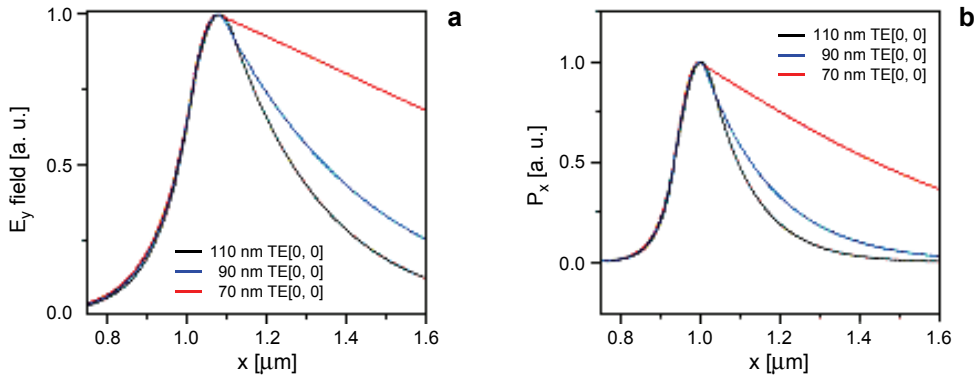 a
1.0
0.5
0.0
E_y field [a. u.]
110 nm TE[0, 0]
90 nm TE[0, 0]
70 nm TE[0, 0]
0.8 1.0 1.2 1.4 1.6
x [μm]
b
1.0
0.5
0.0
P_x [a. u.]
110 nm TE[0, 0]
90 nm TE[0, 0]
70 nm TE[0, 0]
0.8 1.0 1.2 1.4 1.6
x [μm]